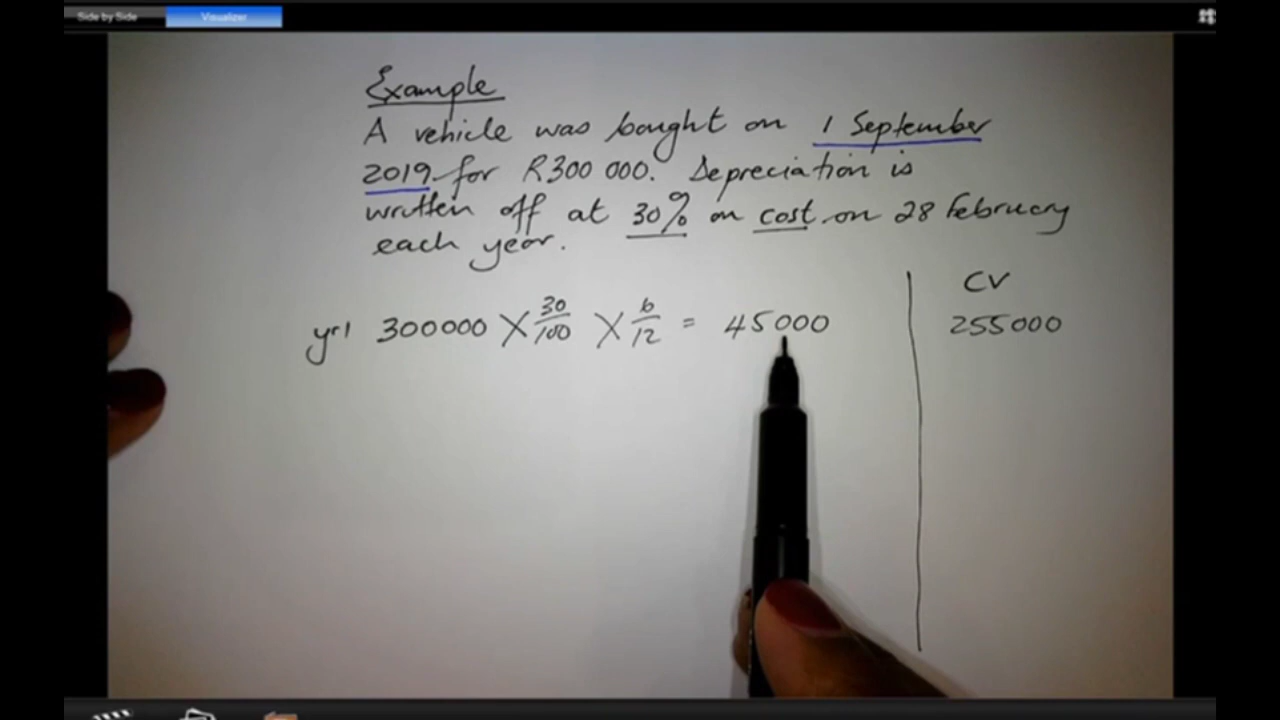 Side by Side Visualizer
Example
A vehicle was bought on 1 September
2019 for R300 000. Depreciation is
written off at 30% on cost on 28 February
each year.
CV
yr1 300000 X 30/100 X 6/12 = 45000 255000